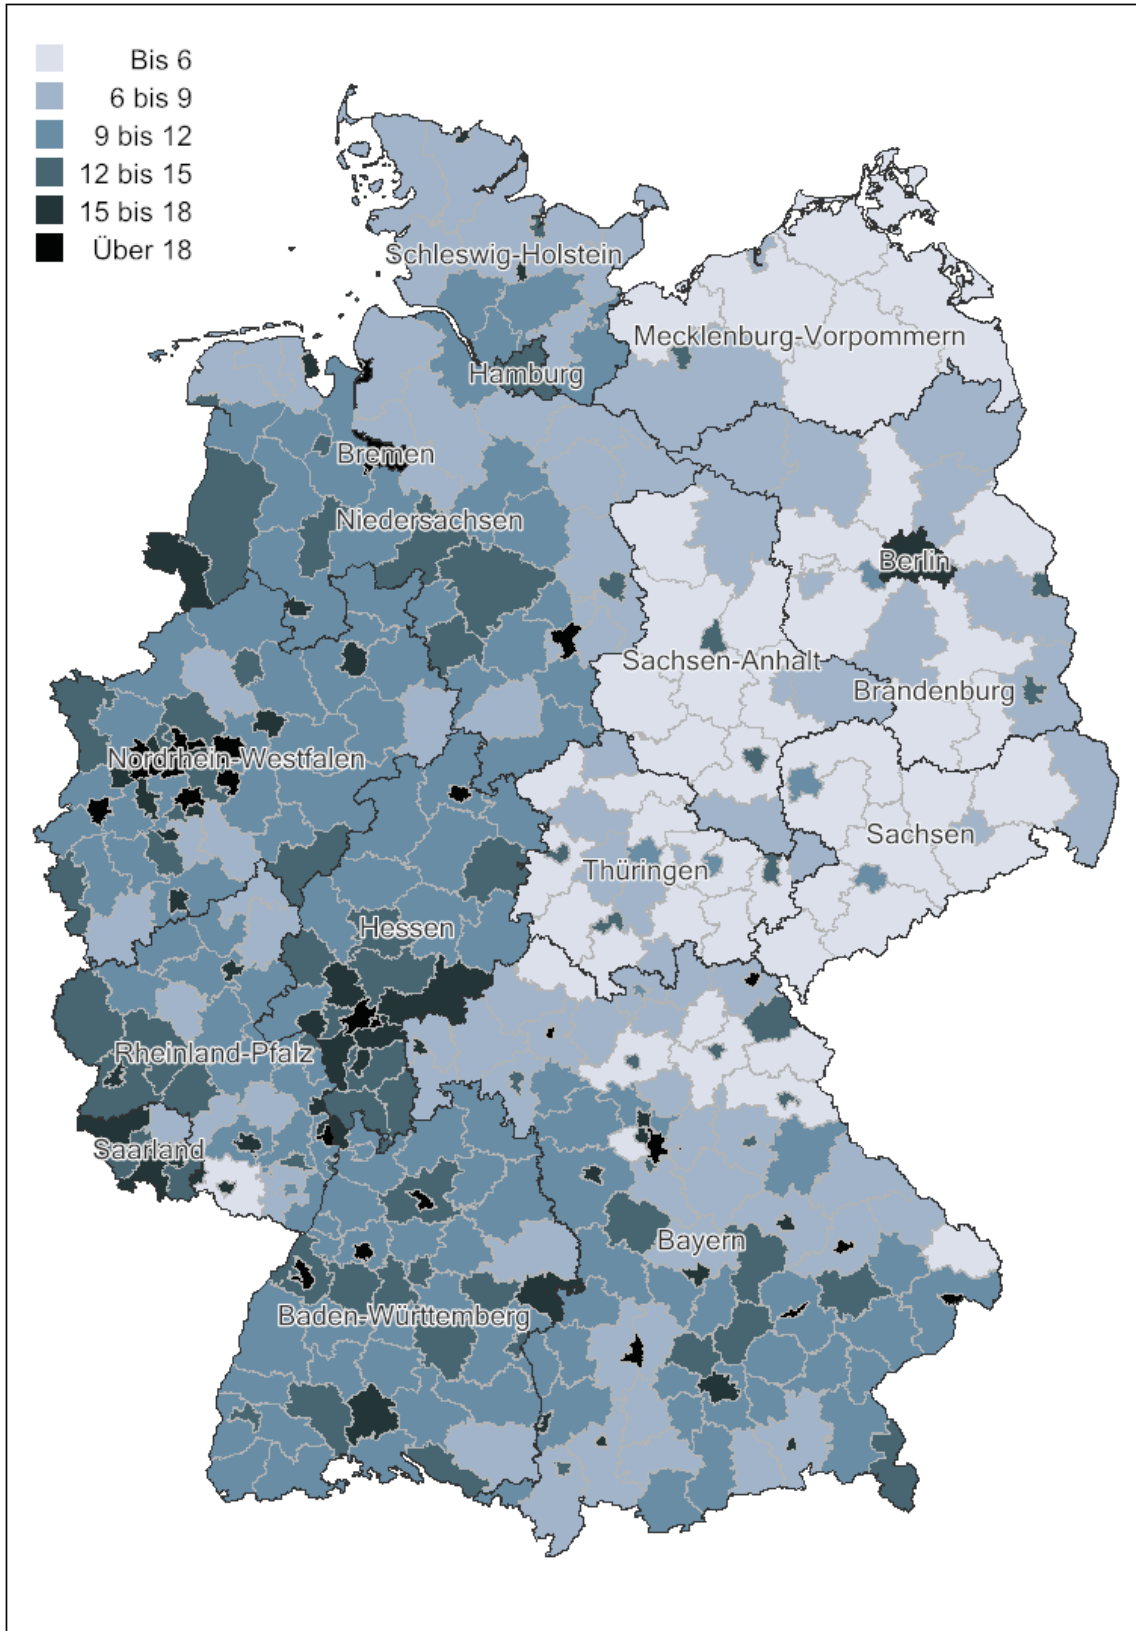 Bis 6
6 bis 9
9 bis 12
12 bis 15
15 bis 18
Über 18
Schleswig-Holstein
Mecklenburg-Vorpommern
Hamburg
Bremen
Niedersachsen
Berlin
Sachsen-Anhalt
Brandenburg
Nordrhein-Westfalen
Sachsen
Thüringen
Hessen
Rheinland-Pfalz
Saarland
Bayern
Baden-Württemberg